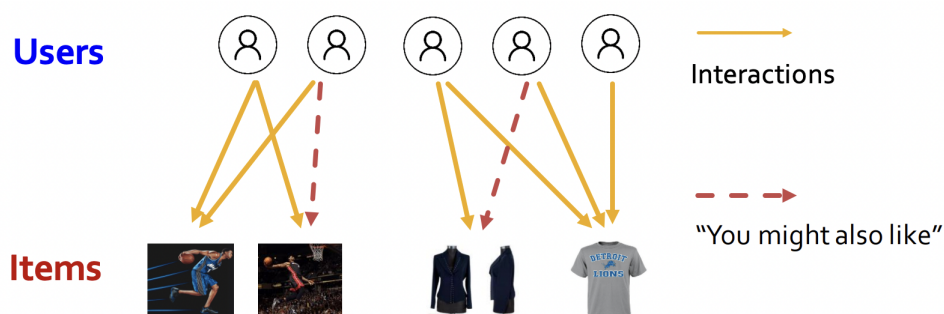 Users
Interactions
“You might also like”
Items
DETROIT
LIONS